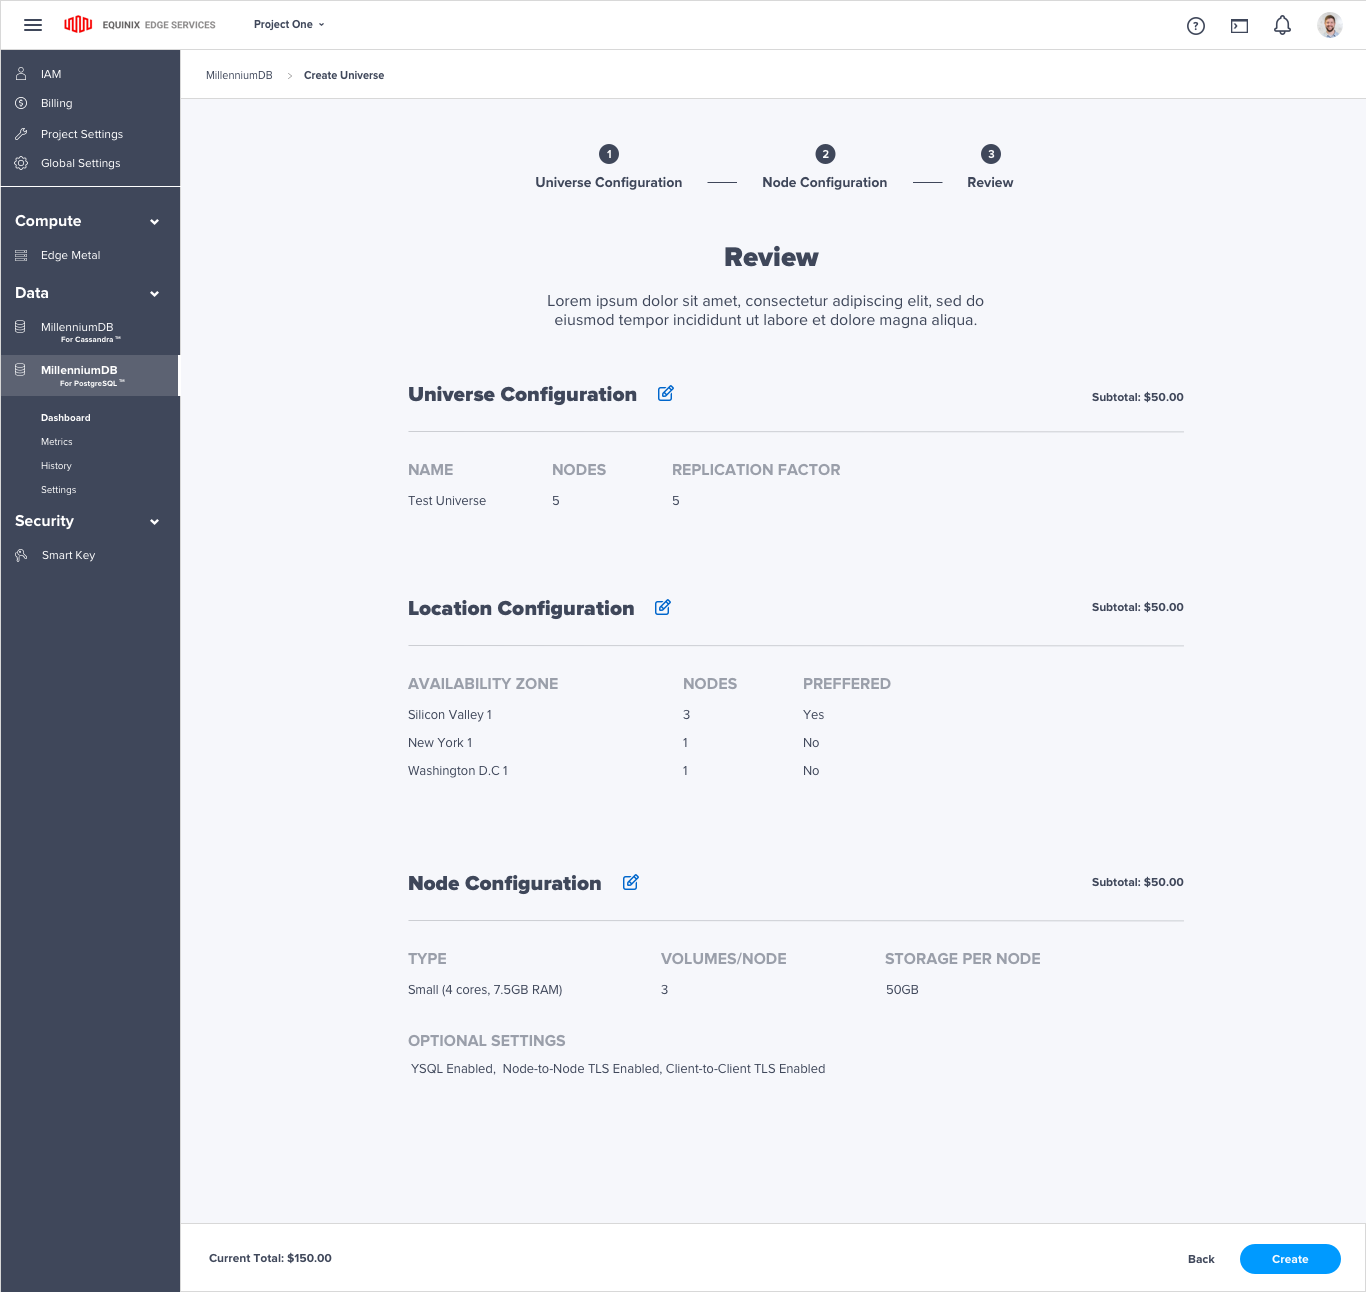 EQUINIX EDGE SERVICES
Project One
?
IAM
Billing
Project Settings
Global Settings
Compute
Edge Metal
Data
MillenniumDB
For Cassandra ™
MillenniumDB
For PostgreSQL ™
Dashboard
Metrics
History
Settings
Security
Smart Key
MillenniumDB > Create Universe
1 2 3
Universe Configuration Node Configuration Review
Review
Lorem ipsum dolor sit amet, consectetur adipiscing elit, sed do
eiusmod tempor incididunt ut labore et dolore magna aliqua.
Universe Configuration Subtotal: $50.00
NAME NODES REPLICATION FACTOR
Test Universe 5 5
Location Configuration Subtotal: $50.00
AVAILABILITY ZONE NODES PREFFERED
Silicon Valley 1 3 Yes
New York 1 1 No
Washington D.C 1 1 No
Node Configuration Subtotal: $50.00
TYPE VOLUMES/NODE STORAGE PER NODE
Small (4 cores, 7.5GB RAM) 3 50GB
OPTIONAL SETTINGS
YSQL Enabled, Node-to-Node TLS Enabled, Client-to-Client TLS Enabled
Current Total: $150.00 Back Create